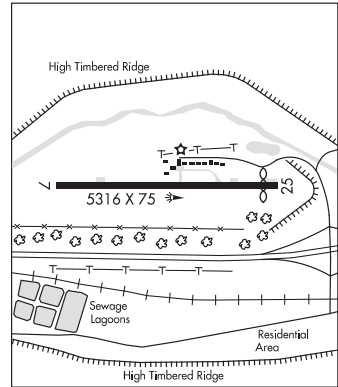 High Timbered Ridge
T T T
7
25
5316 X 75
T T T T
Sewage
Lagoons
Residential
Area
High Timbered Ridge